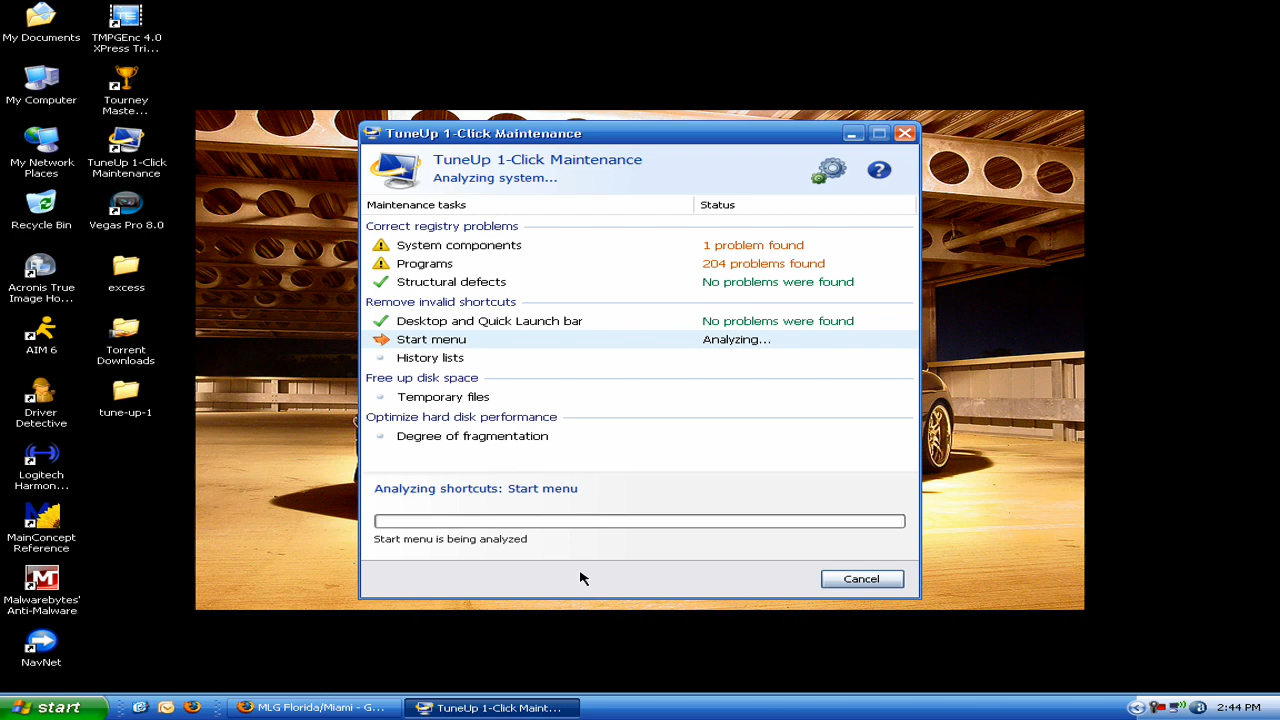 My Documents
TMPGEnc 4.0
XPress Tri...
My Computer
Tourney
Maste...
My Network
Places
TuneUp 1-Click
Maintenance
Recycle Bin
Vegas Pro 8.0
Acronis True
Image Ho...
excess
AIM 6
Torrent
Downloads
Driver
Detective
tune-up-1
Logitech
Harmon...
MainConcept
Reference
Malwarebytes'
Anti-Malware
NavNet
TuneUp 1-Click Maintenance
TuneUp 1-Click Maintenance
Analyzing system...
Maintenance tasks Status
Correct registry problems
System components 1 problem found
Programs 204 problems found
Structural defects No problems were found
Remove invalid shortcuts
Desktop and Quick Launch bar No problems were found
Start menu Analyzing...
History lists
Free up disk space
Temporary files
Optimize hard disk performance
Degree of fragmentation
Analyzing shortcuts: Start menu
Start menu is being analyzed
Cancel
start MLG Florida/Miami - G... TuneUp 1-Click Maint... 2:44 PM